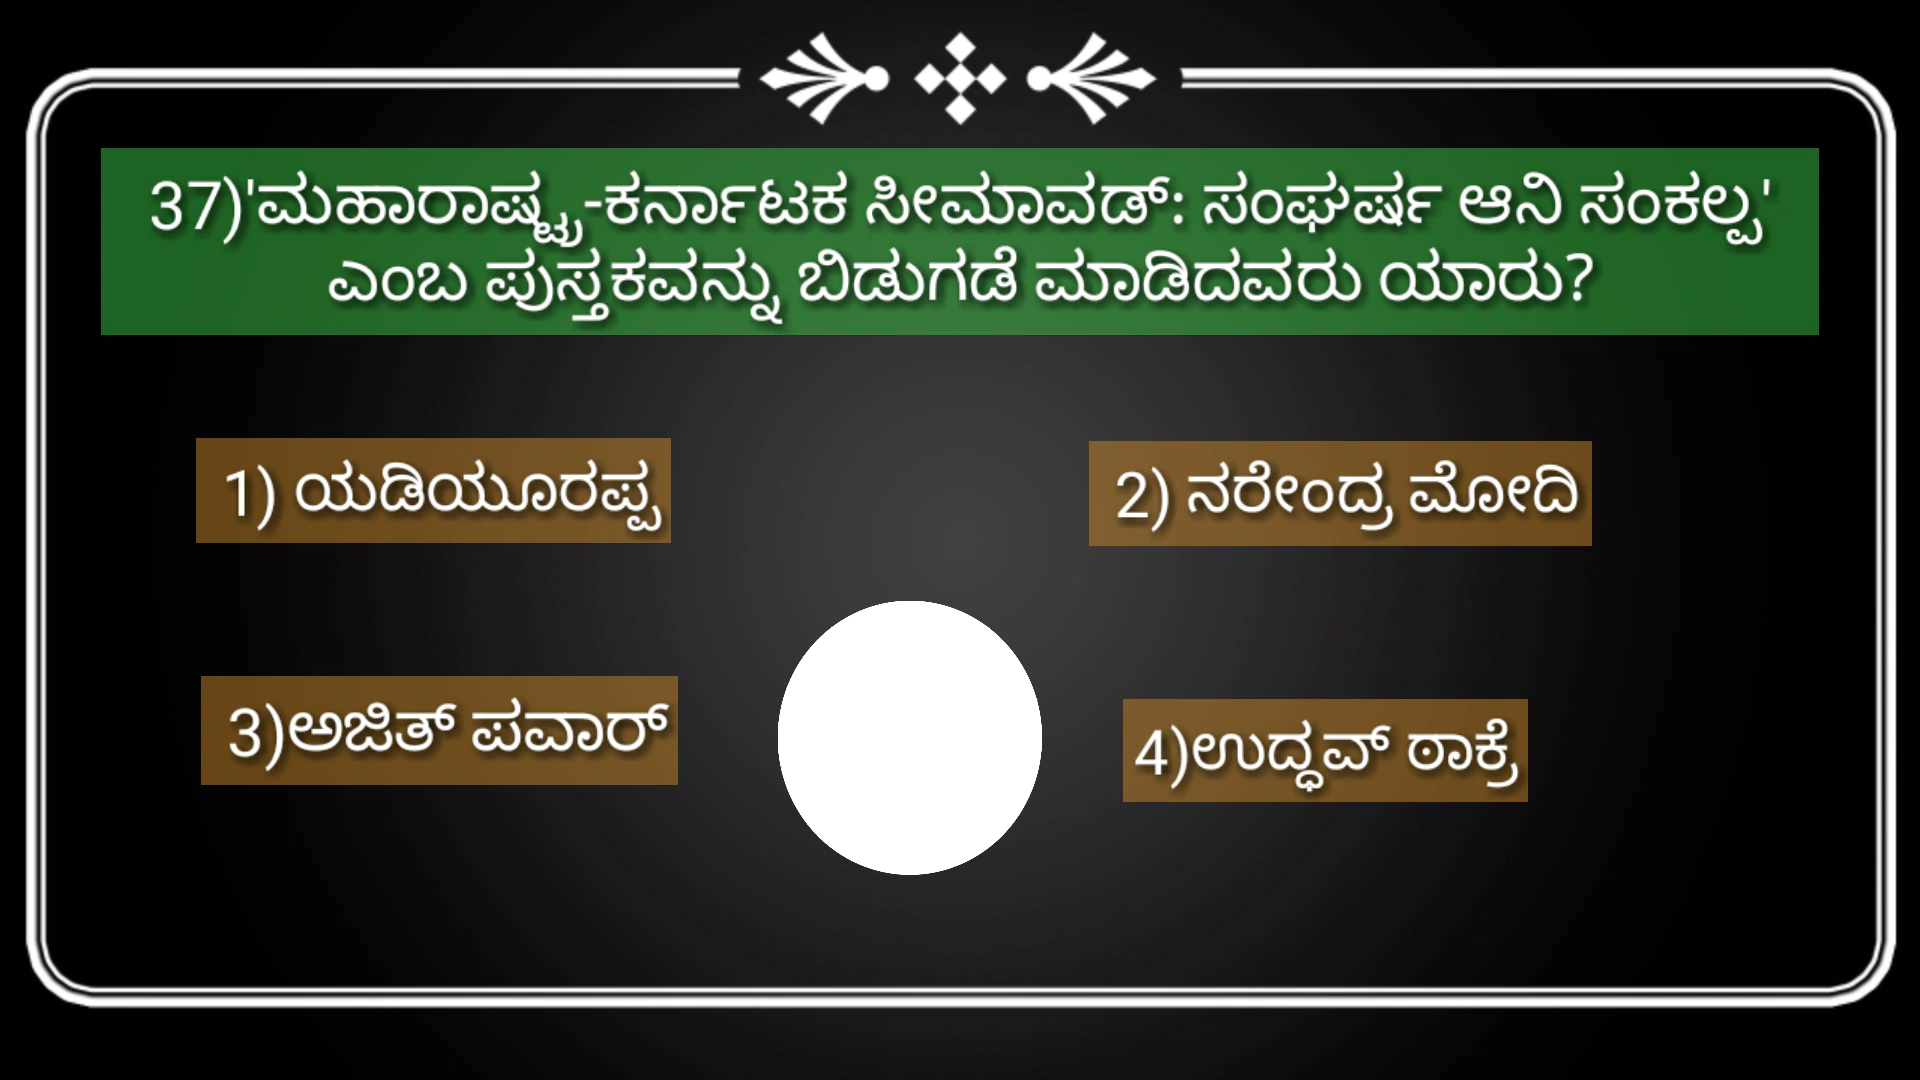 37)'ಮಹಾರಾಷ್ಟ್ರ-ಕರ್ನಾಟಕ ಸೀಮಾವಡ್: ಸಂಘರ್ಷ ಆನಿ ಸಂಕಲ್ಪ'
ಎಂಬ ಪುಸ್ತಕವನ್ನು ಬಿಡುಗಡೆ ಮಾಡಿದವರು ಯಾರು?
1) ಯಡಿಯೂರಪ್ಪ
2) ನರೇಂದ್ರ ಮೋದಿ
3)ಅಜಿತ್ ಪವಾರ್
4)ಉದ್ಧವ್ ಠಾಕ್ರೆ